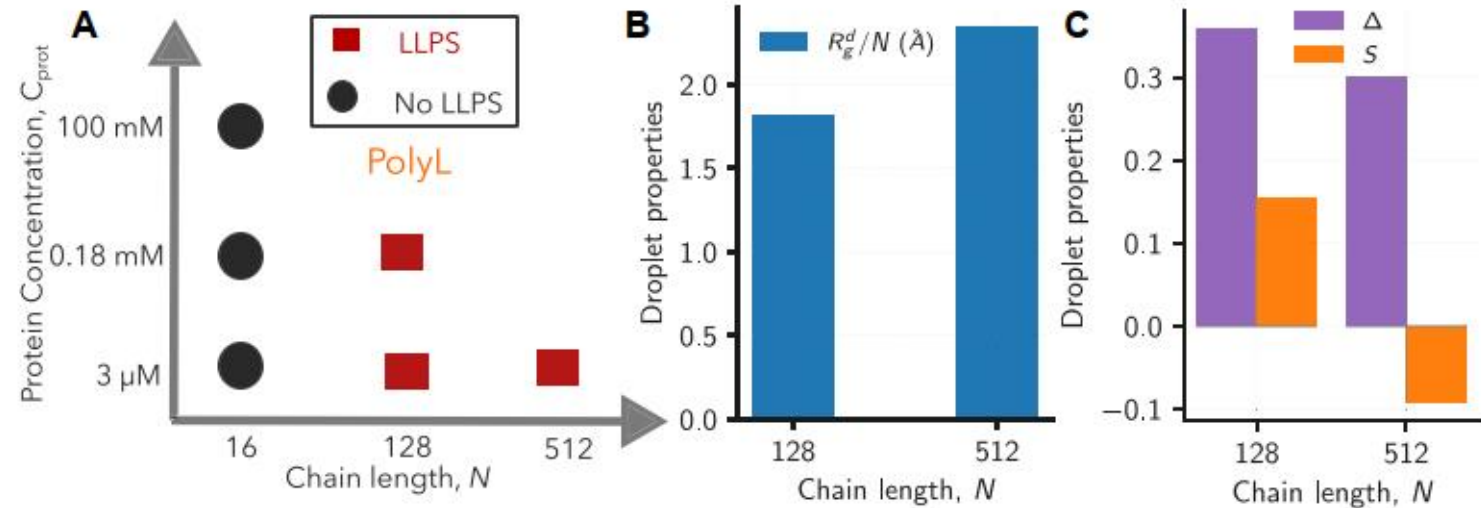 A
LLPS
No LLPS
PolyL
Protein Concentration, C_prot
100 mM
0.18 mM
3 μM
16
128
512
Chain length, N
B
R_g^d/N (Å)
Droplet properties
2.0
1.5
1.0
0.5
0.0
128
512
Chain length, N
C
Δ
S
Droplet properties
0.3
0.2
0.1
0.0
−0.1
128
512
Chain length, N